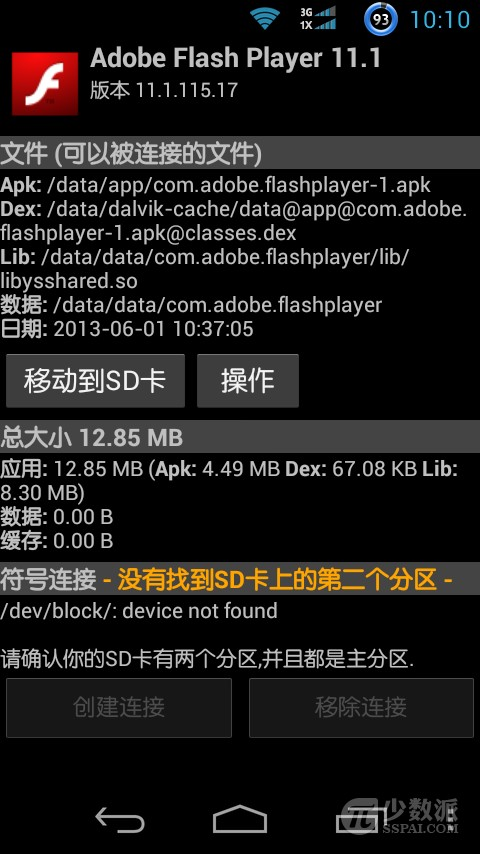 3G
1X
93
10:10
Adobe Flash Player 11.1
版本 11.1.115.17
文件 (可以被连接的文件)
Apk: /data/app/com.adobe.flashplayer-1.apk
Dex: /data/dalvik-cache/data@app@com.adobe.
flashplayer-1.apk@classes.dex
Lib: /data/data/com.adobe.flashplayer/lib/
libysshared.so
数据: /data/data/com.adobe.flashplayer
日期: 2013-06-01 10:37:05
移动到SD卡
操作
总大小 12.85 MB
应用: 12.85 MB (Apk: 4.49 MB Dex: 67.08 KB Lib:
8.30 MB)
数据: 0.00 B
缓存: 0.00 B
符号连接 - 没有找到SD卡上的第二个分区 -
/dev/block/: device not found
请确认你的SD卡有两个分区,并且都是主分区.
创建连接
移除连接
少数派
SSPAI.COM